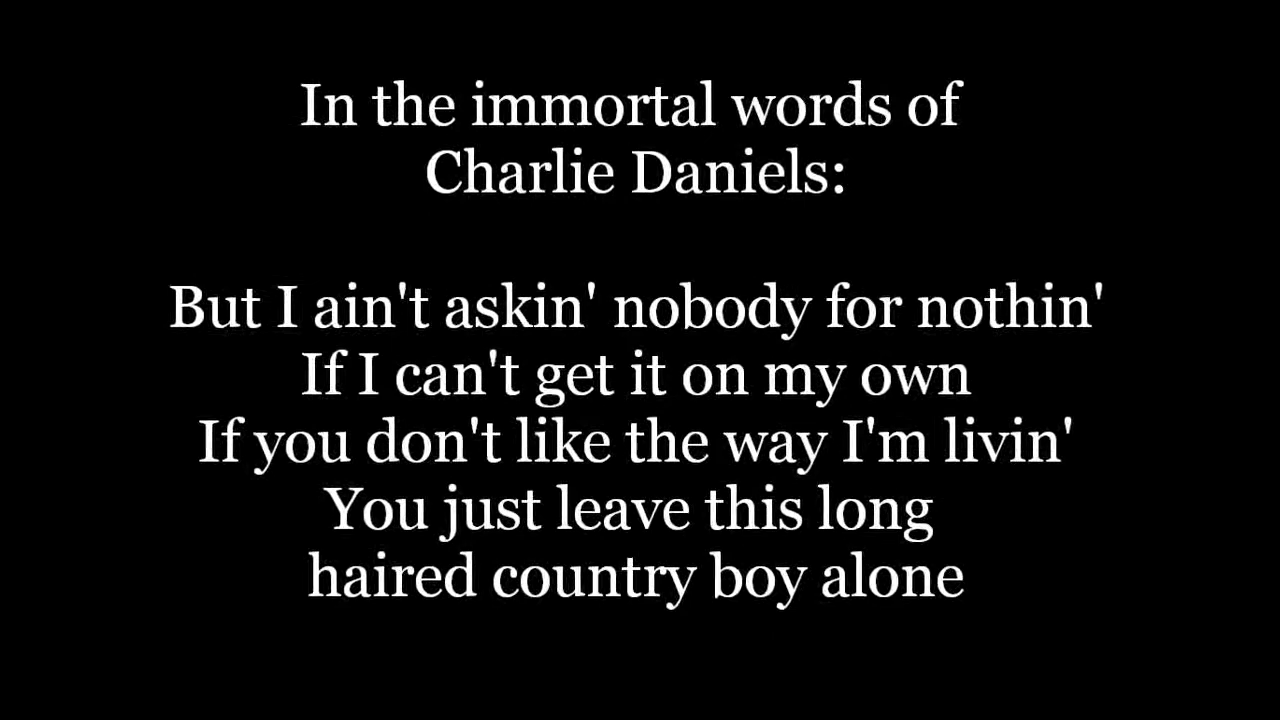 In the immortal words of
Charlie Daniels:
But I ain't askin' nobody for nothin'
If I can't get it on my own
If you don't like the way I'm livin'
You just leave this long
haired country boy alone